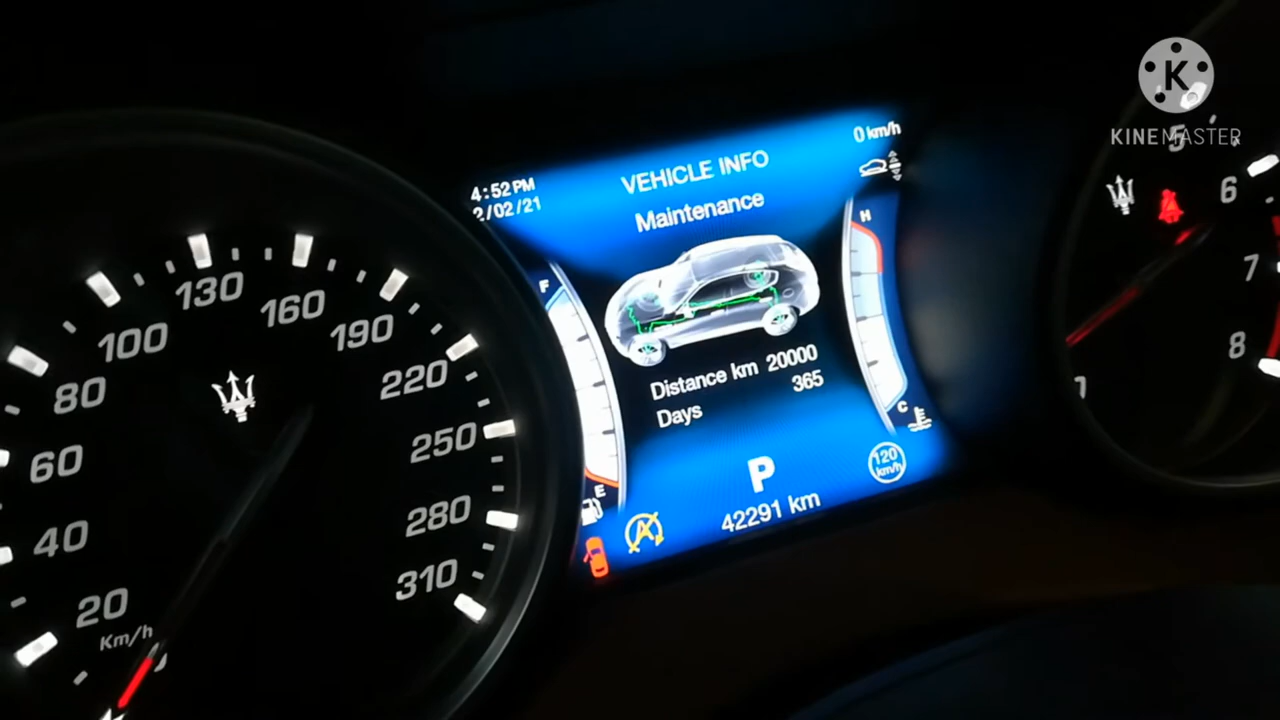 4:52 PM
2/02/21
VEHICLE INFO
Maintenance
0 km/h
F
E
H
C
Distance km 20000
Days 365
P
120
km/h
42291 km
A
20
40
60
80
100
130
160
190
220
250
280
310
Km/h
5
6
7
8
K
KINEMASTER